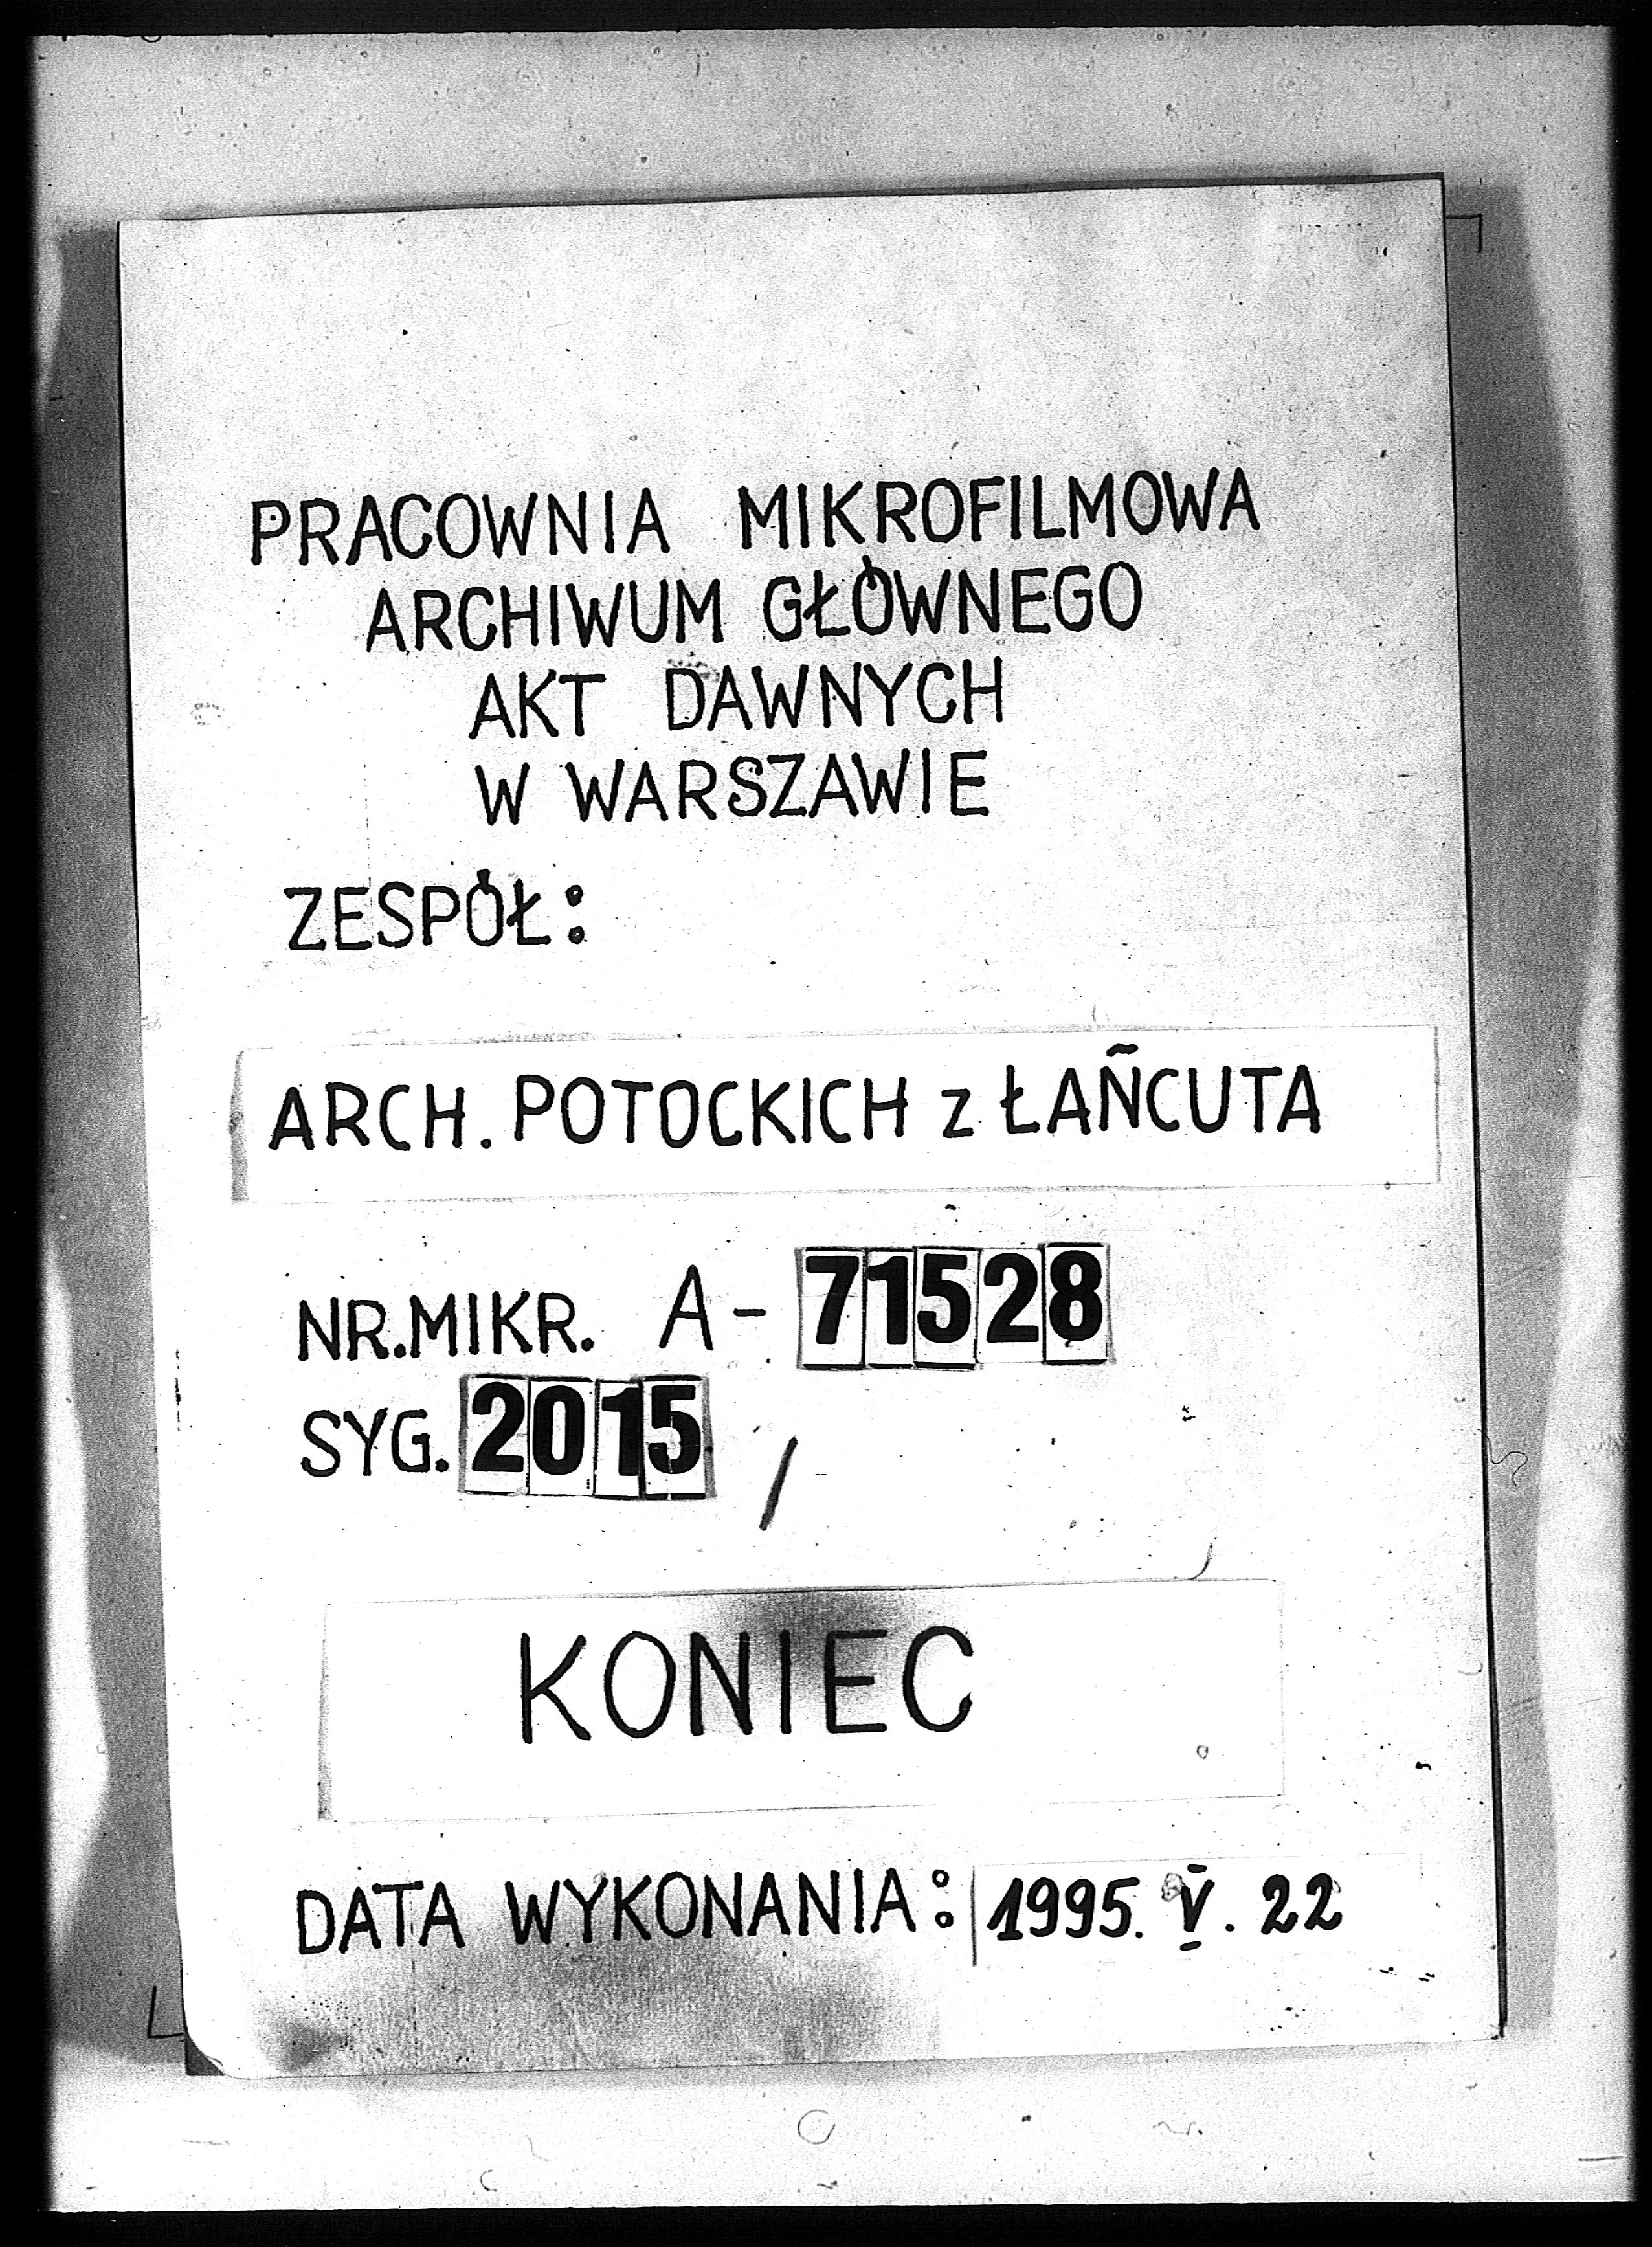 PRACOWNIA MIKROFILMOWA
ARCHIWUM GŁÓWNEGO
AKT DAWNYCH
W WARSZAWIE
ZESPÓŁ:
ARCH. POTOCKICH z ŁAŃCUTA
NR.MIKR. A-71528
SYG. 2015 /
KONIEC
DATA WYKONANIA: 1995. V. 22